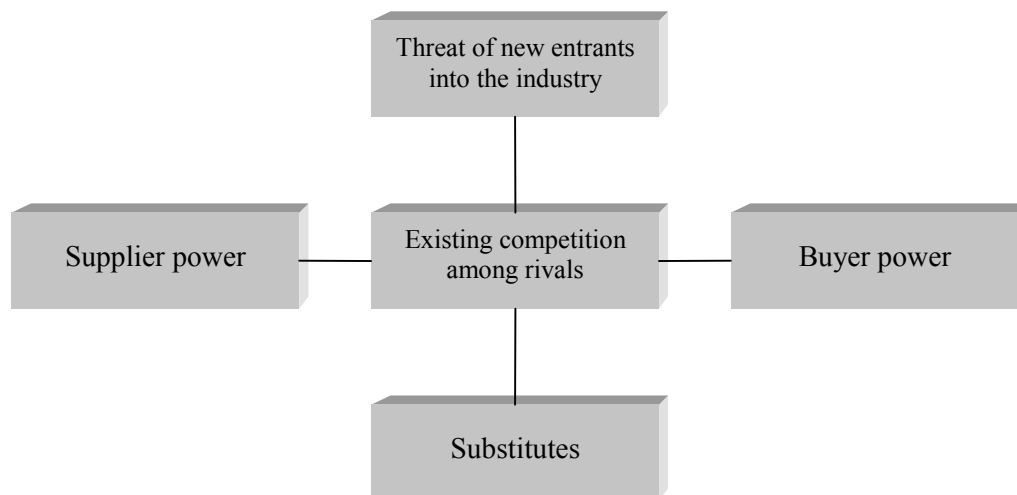 Threat of new entrants
into the industry
Supplier power
Existing competition
among rivals
Buyer power
Substitutes